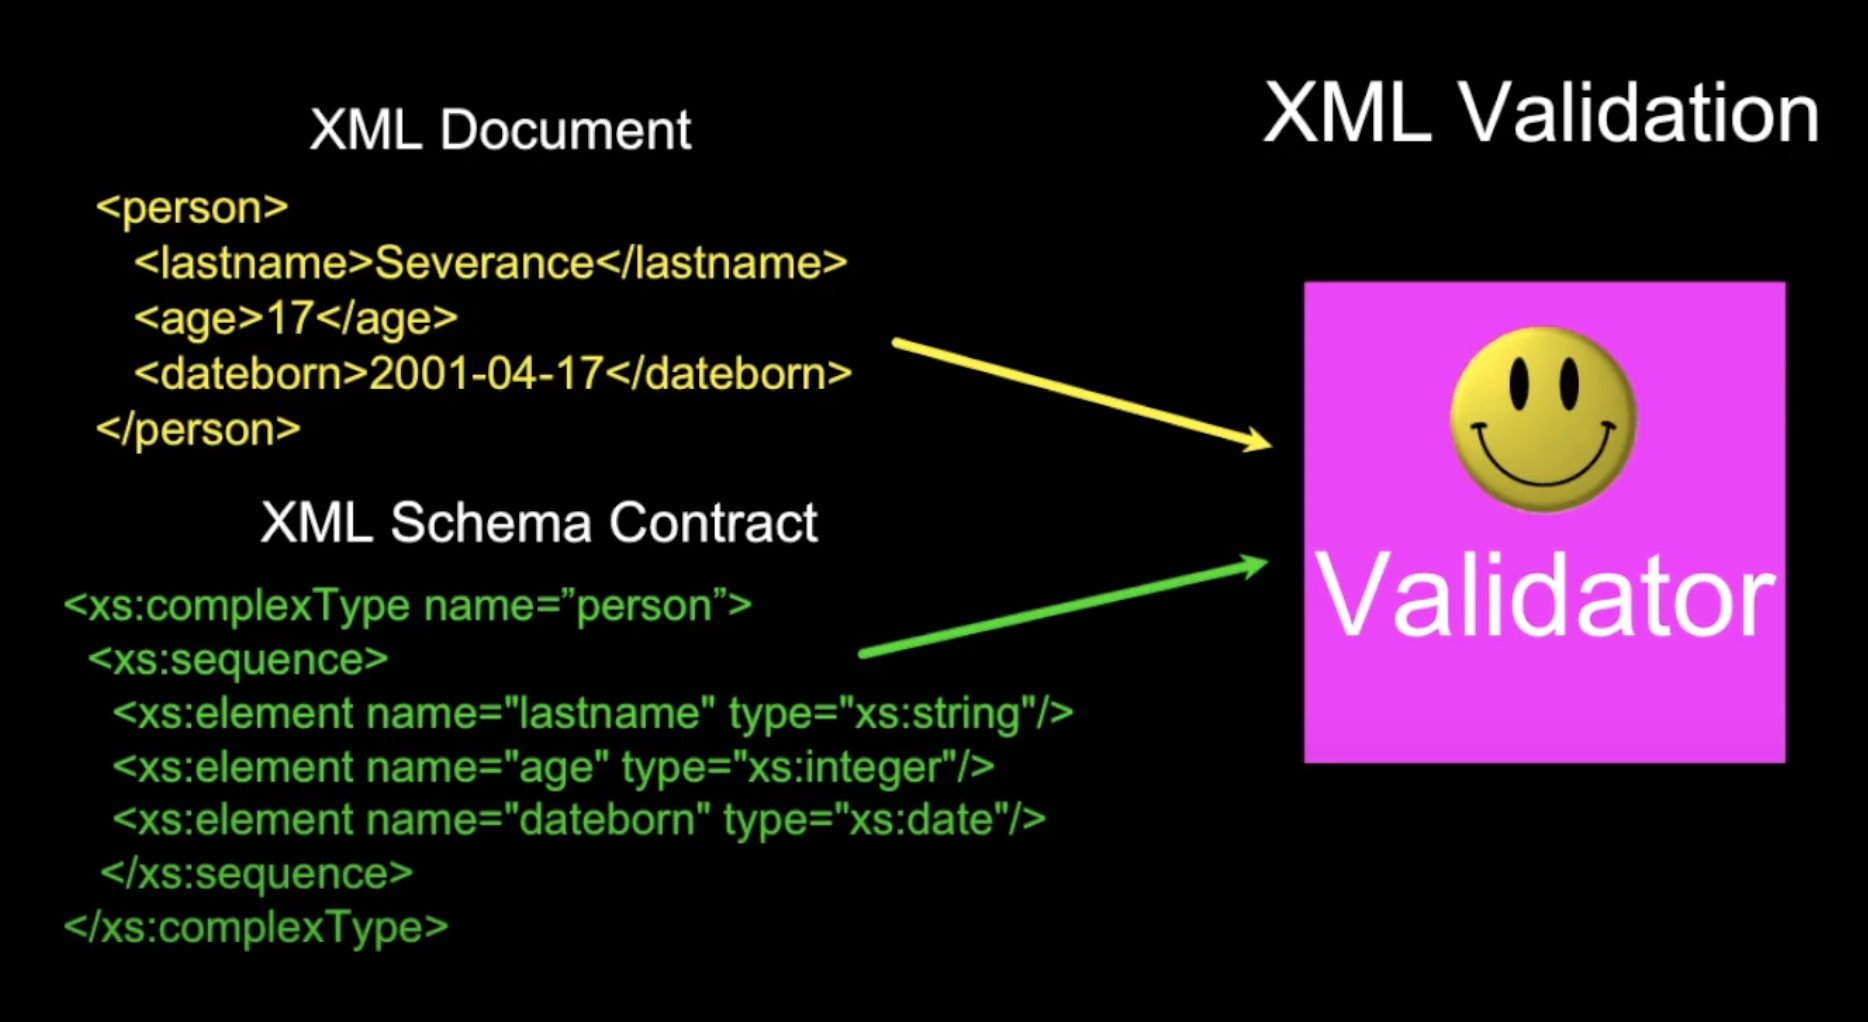 XML Validation
XML Document
<person>
<lastname>Severance</lastname>
<age>17</age>
<dateborn>2001-04-17</dateborn>
</person>
XML Schema Contract
<xs:complexType name=”person”>
<xs:sequence>
<xs:element name="lastname" type="xs:string"/>
<xs:element name="age" type="xs:integer"/>
<xs:element name="dateborn" type="xs:date"/>
</xs:sequence>
</xs:complexType>
Validator